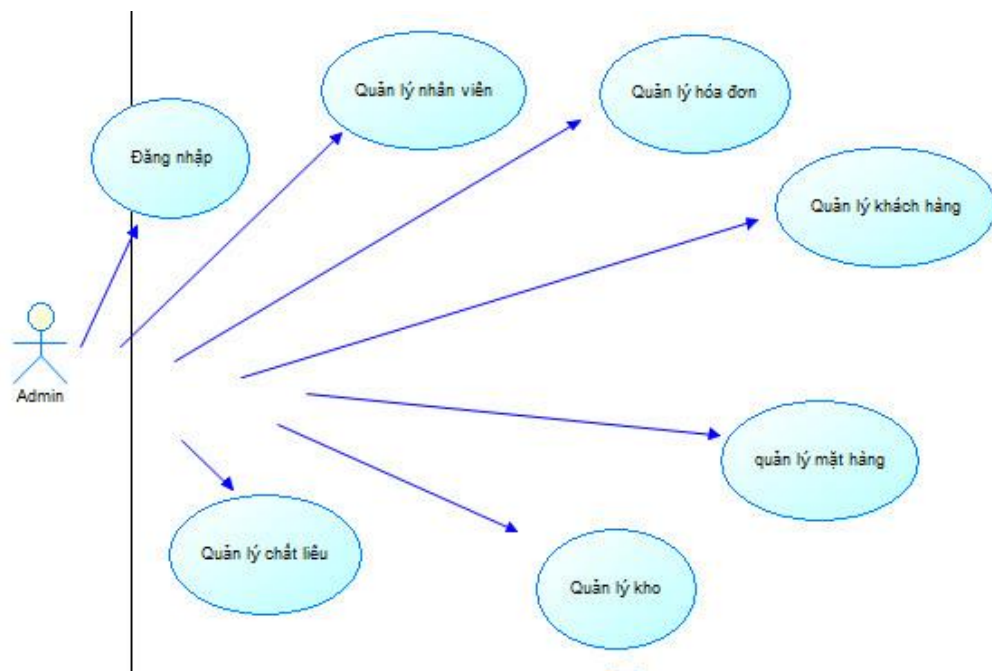 Quản lý nhân viên
Quản lý hóa đơn
Đăng nhập
Quản lý khách hàng
Admin
quản lý mặt hàng
Quản lý chất liêu
Quản lý kho